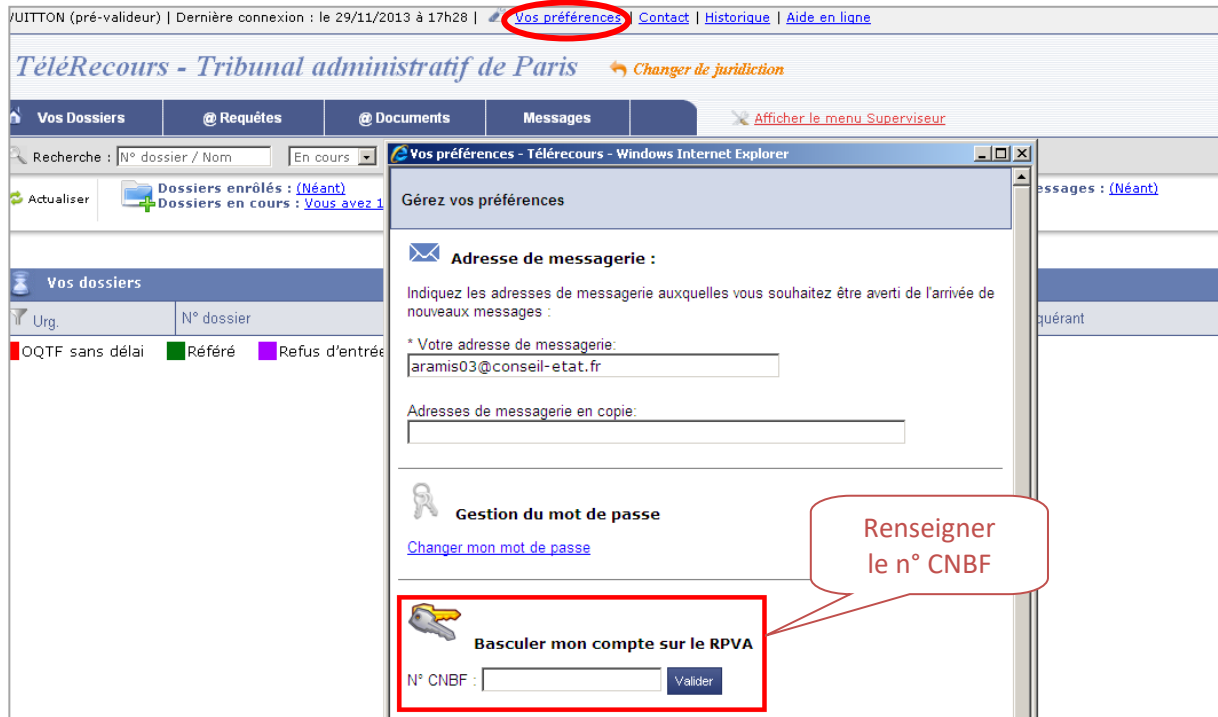 /UITTON (pré-valideur) | Dernière connexion : le 29/11/2013 à 17h28 | Vos préférences | Contact | Historique | Aide en ligne
TéléRecours - Tribunal administratif de Paris Changer de juridiction
Vos Dossiers @ Requêtes @ Documents Messages Afficher le menu Superviseur
Recherche : N° dossier / Nom En cours
Vos préférences - Télérecours - Windows Internet Explorer
Actualiser
Dossiers enrôlés : (Néant)
Dossiers en cours : Vous avez 1
essages : (Néant)
Vos dossiers
Urg. N° dossier quérant
OQTF sans délai Référé Refus d'entrée
Gérez vos préférences
Adresse de messagerie :
Indiquez les adresses de messagerie auxquelles vous souhaitez être averti de l'arrivée de
nouveaux messages :
* Votre adresse de messagerie:
aramis03@conseil-etat.fr
Adresses de messagerie en copie:
Gestion du mot de passe
Changer mon mot de passe
Renseigner
le n° CNBF
Basculer mon compte sur le RPVA
N° CNBF : Valider